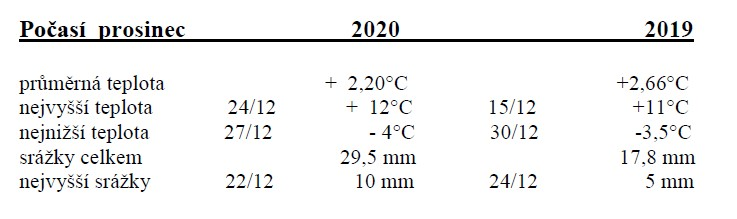 Počasí prosinec 2020 2019
průměrná teplota + 2,20°C +2,66°C
nejvyšší teplota 24/12 + 12°C 15/12 +11°C
nejnižší teplota 27/12 - 4°C 30/12 -3,5°C
srážky celkem 29,5 mm 17,8 mm
nejvyšší srážky 22/12 10 mm 24/12 5 mm